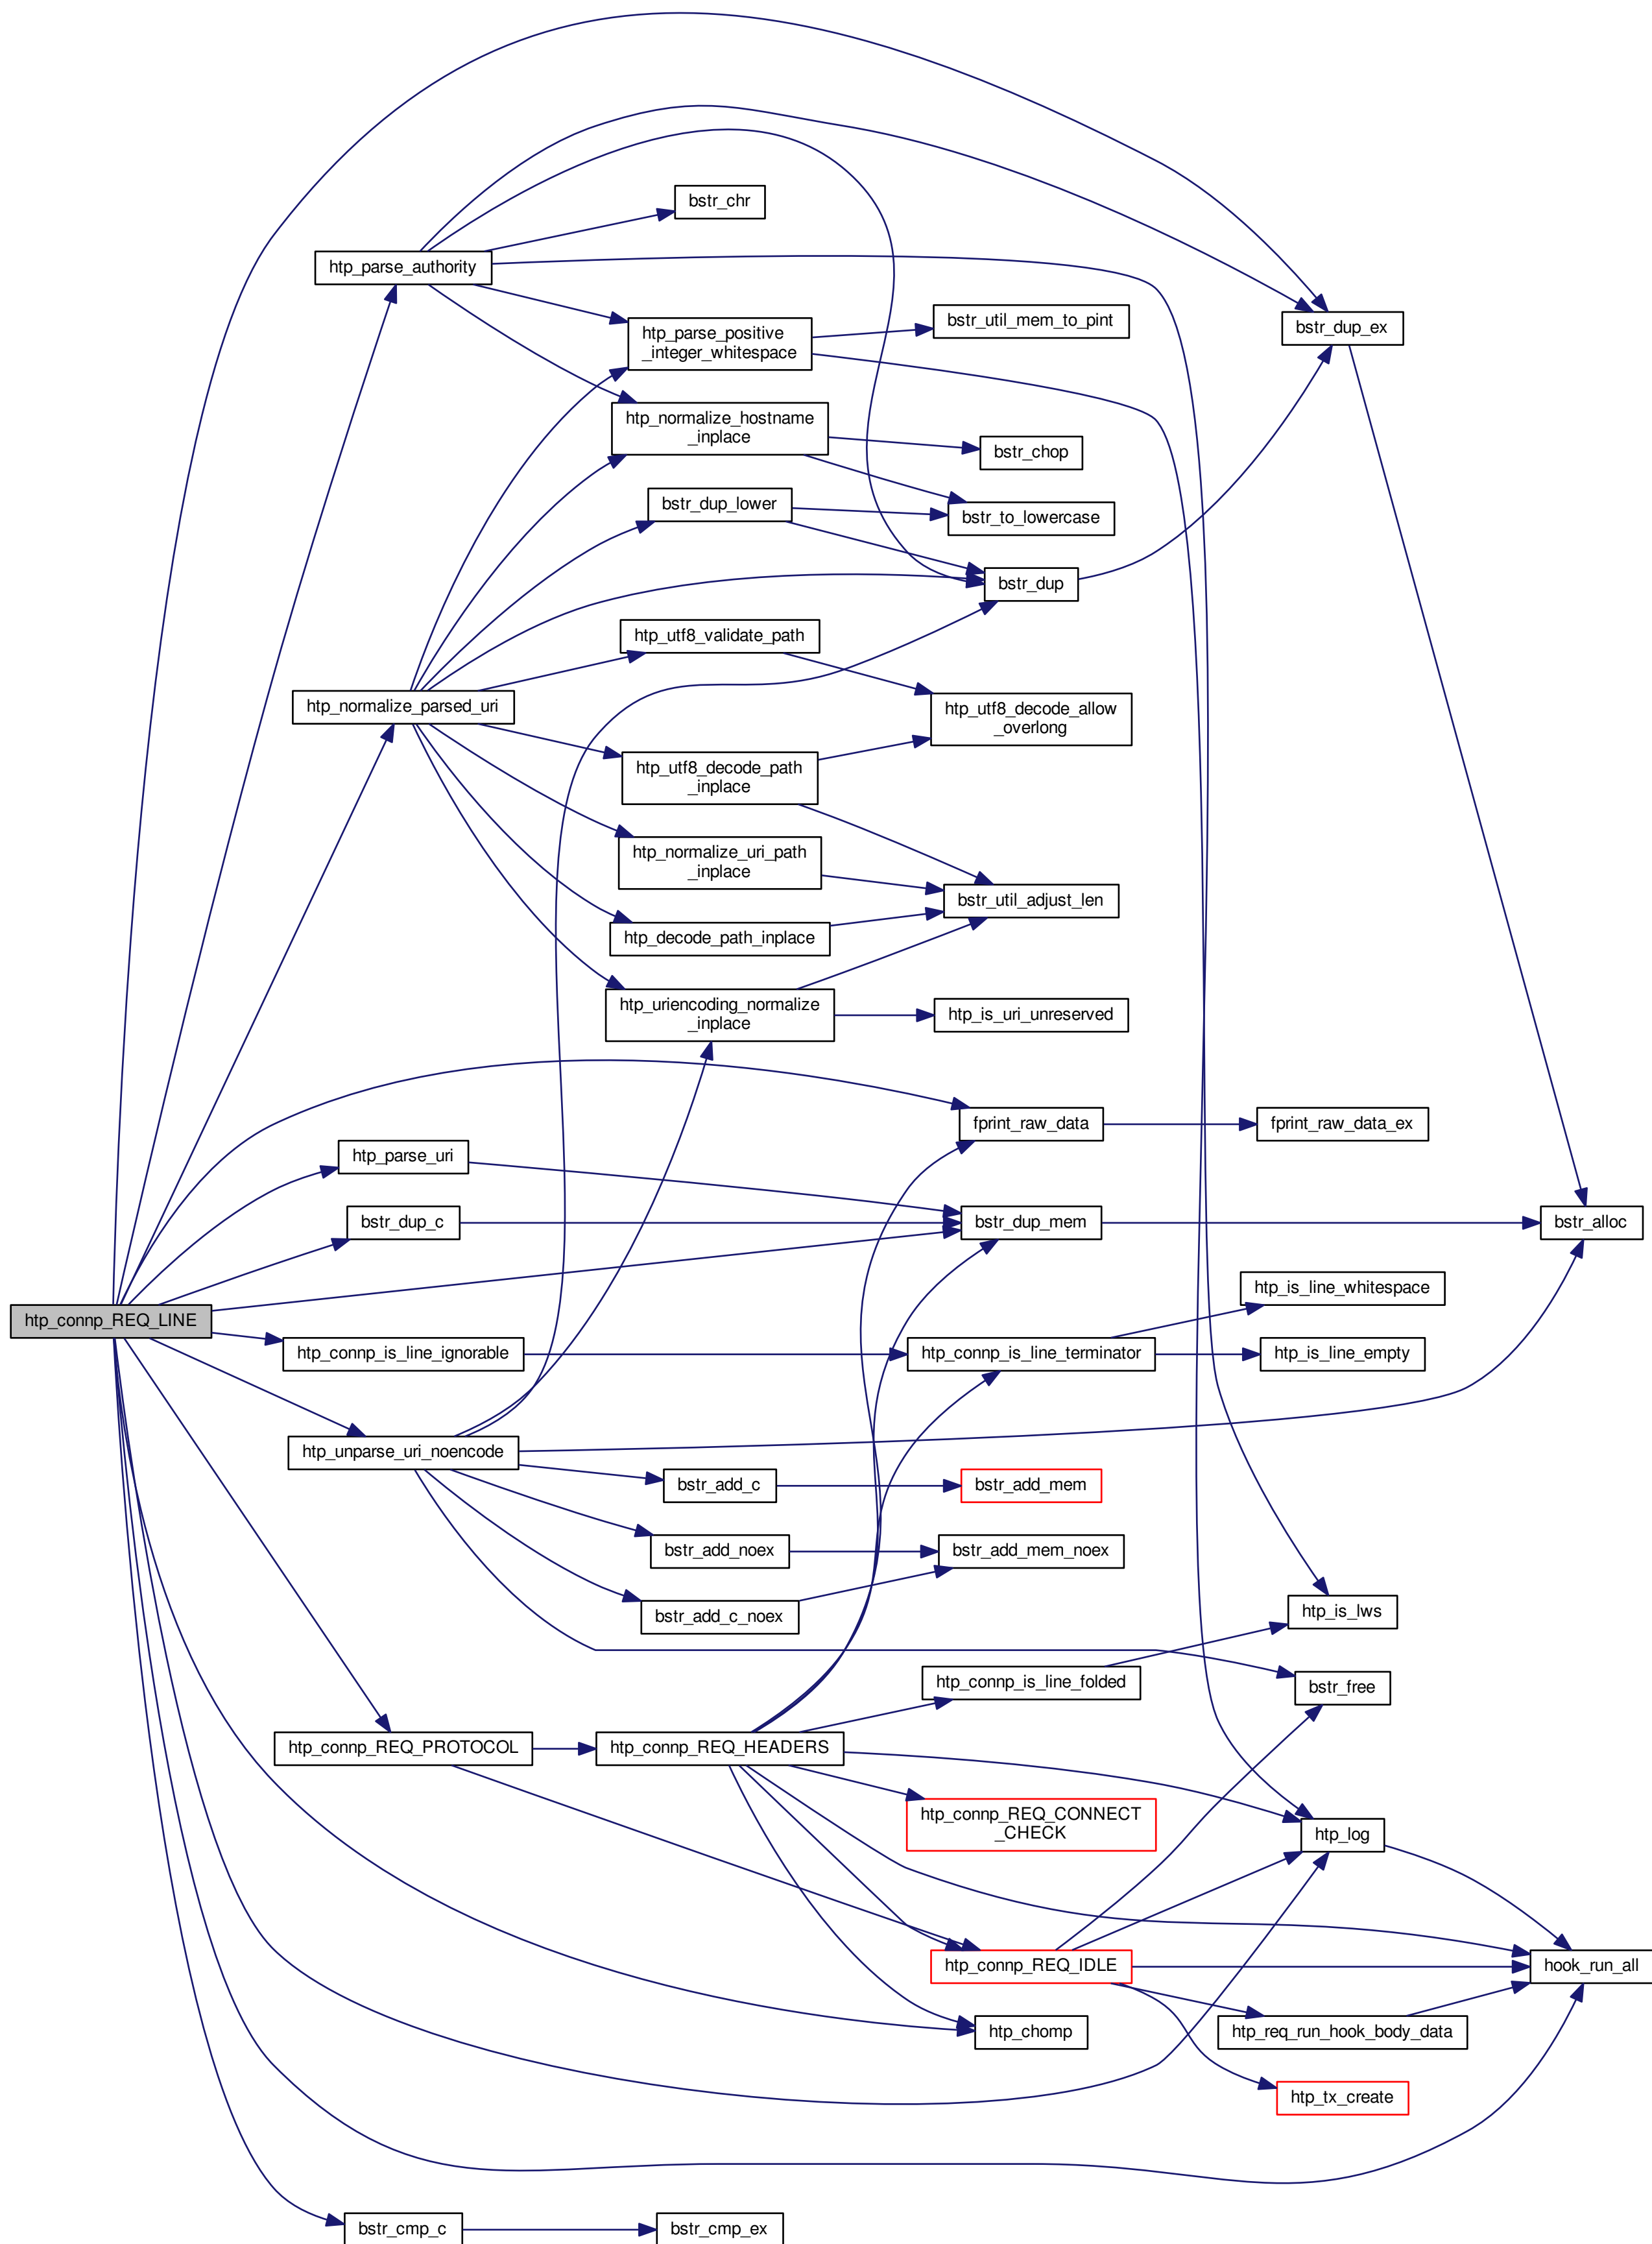 bstr_chr
htp_parse_authority
bstr_util_mem_to_pint
bstr_dup_ex
htp_parse_positive
_integer_whitespace
htp_normalize_hostname
_inplace
bstr_chop
bstr_dup_lower
bstr_to_lowercase
bstr_dup
htp_utf8_validate_path
htp_normalize_parsed_uri
htp_utf8_decode_allow
_overlong
htp_utf8_decode_path
_inplace
htp_normalize_uri_path
_inplace
bstr_util_adjust_len
htp_decode_path_inplace
htp_uriencoding_normalize
_inplace
htp_is_uri_unreserved
fprint_raw_data
fprint_raw_data_ex
htp_parse_uri
bstr_dup_c
bstr_dup_mem
bstr_alloc
htp_is_line_whitespace
htp_connp_REQ_LINE
htp_connp_is_line_ignorable
htp_connp_is_line_terminator
htp_is_line_empty
htp_unparse_uri_noencode
bstr_add_c
bstr_add_mem
bstr_add_noex
bstr_add_mem_noex
bstr_add_c_noex
htp_is_lws
htp_connp_is_line_folded
bstr_free
htp_connp_REQ_PROTOCOL
htp_connp_REQ_HEADERS
htp_connp_REQ_CONNECT
_CHECK
htp_log
htp_connp_REQ_IDLE
hook_run_all
htp_chomp
htp_req_run_hook_body_data
htp_tx_create
bstr_cmp_c
bstr_cmp_ex